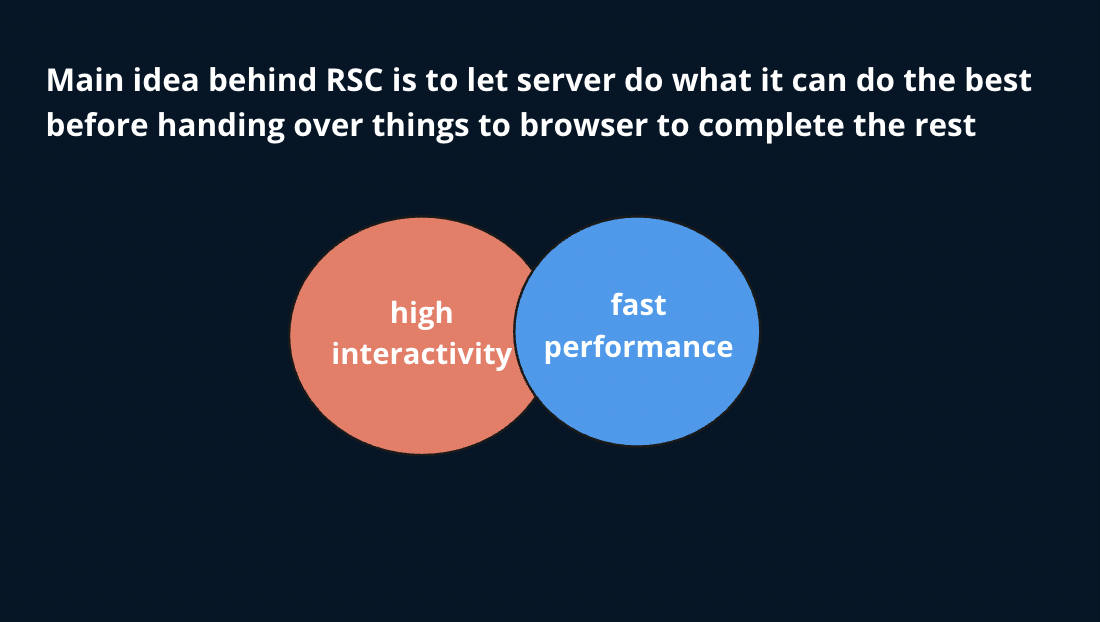 Main idea behind RSC is to let server do what it can do the best
before handing over things to browser to complete the rest
high
interactivity
fast
performance